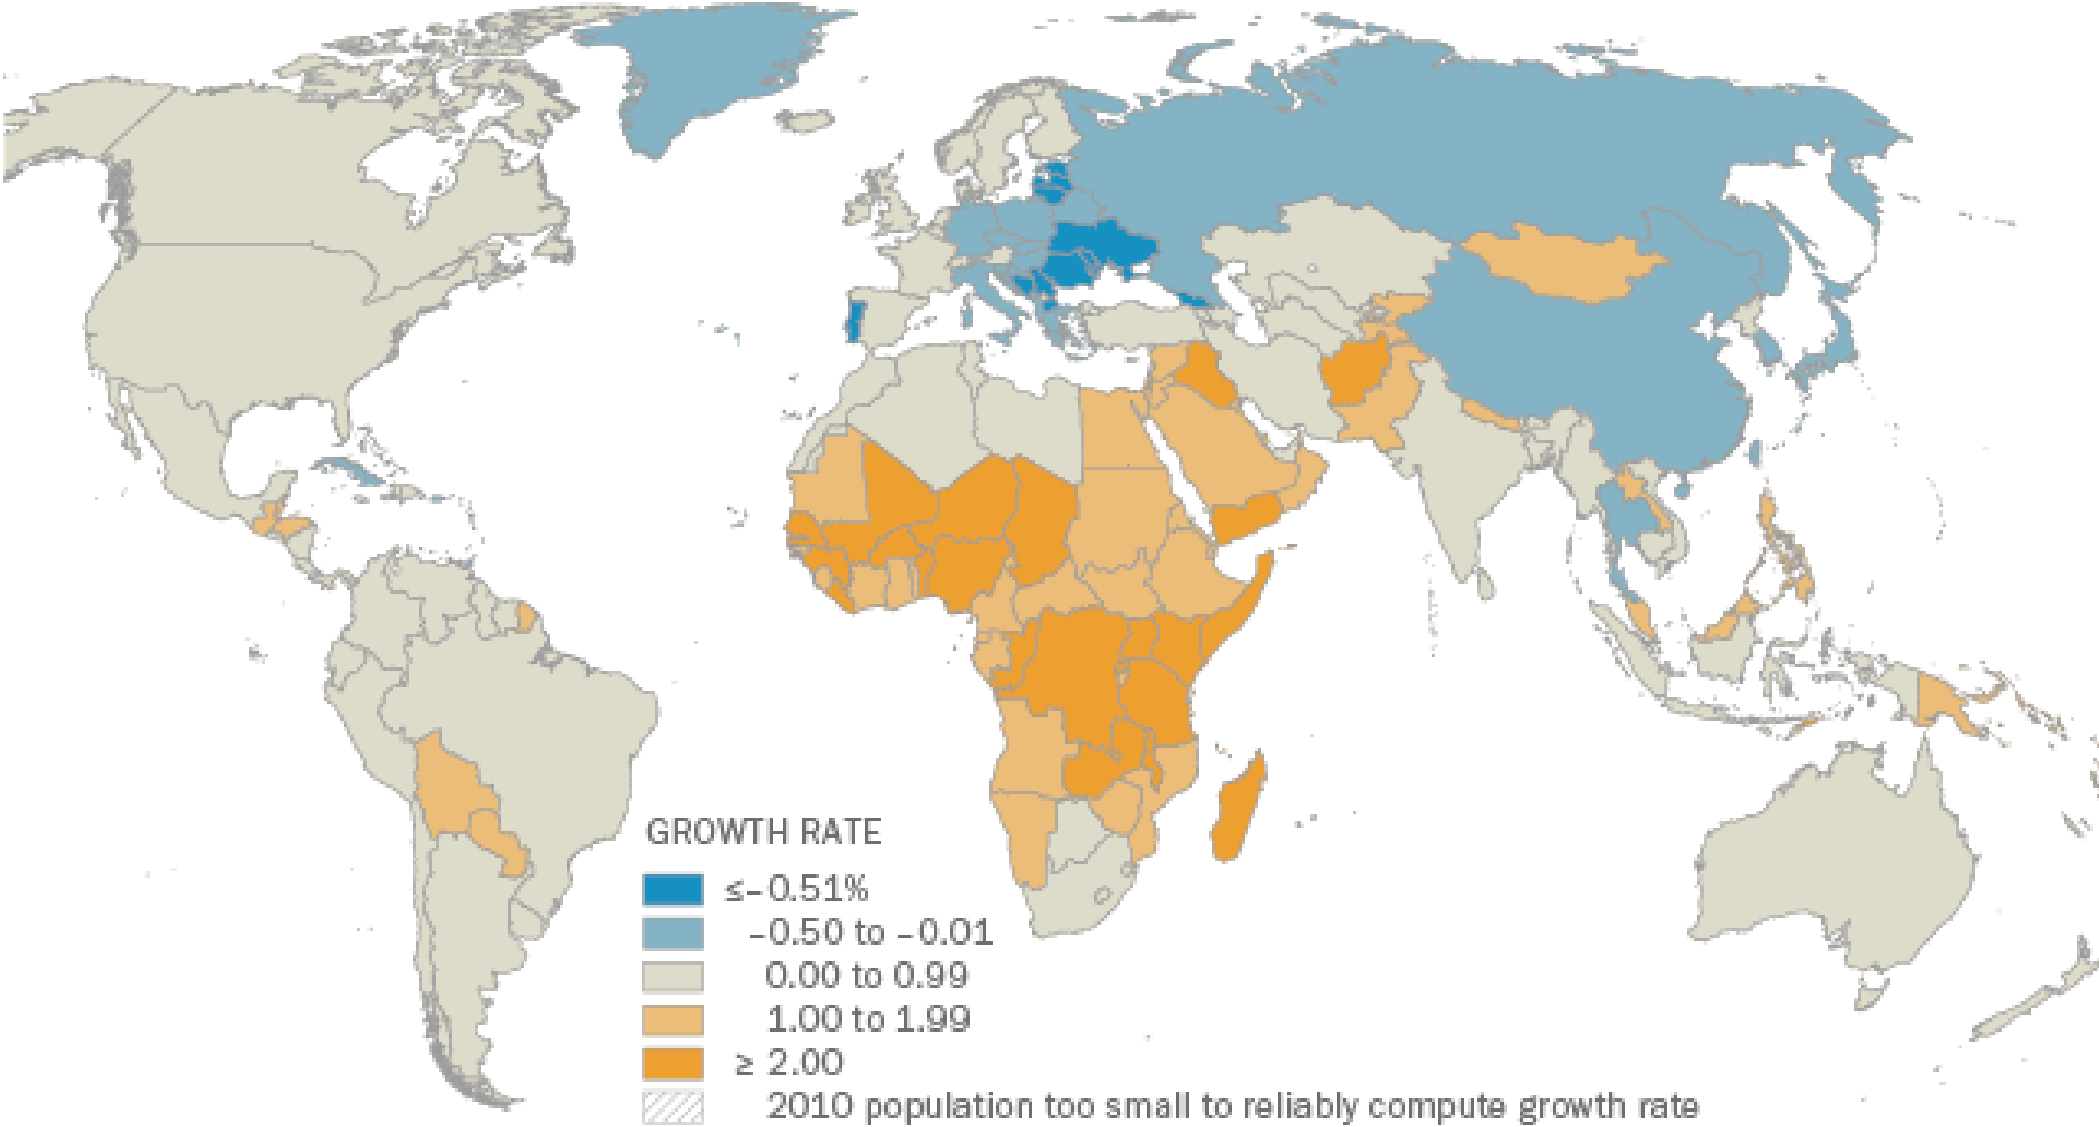 GROWTH RATE
≤–0.51%
–0.50 to –0.01
0.00 to 0.99
1.00 to 1.99
≥ 2.00
2010 population too small to reliably compute growth rate